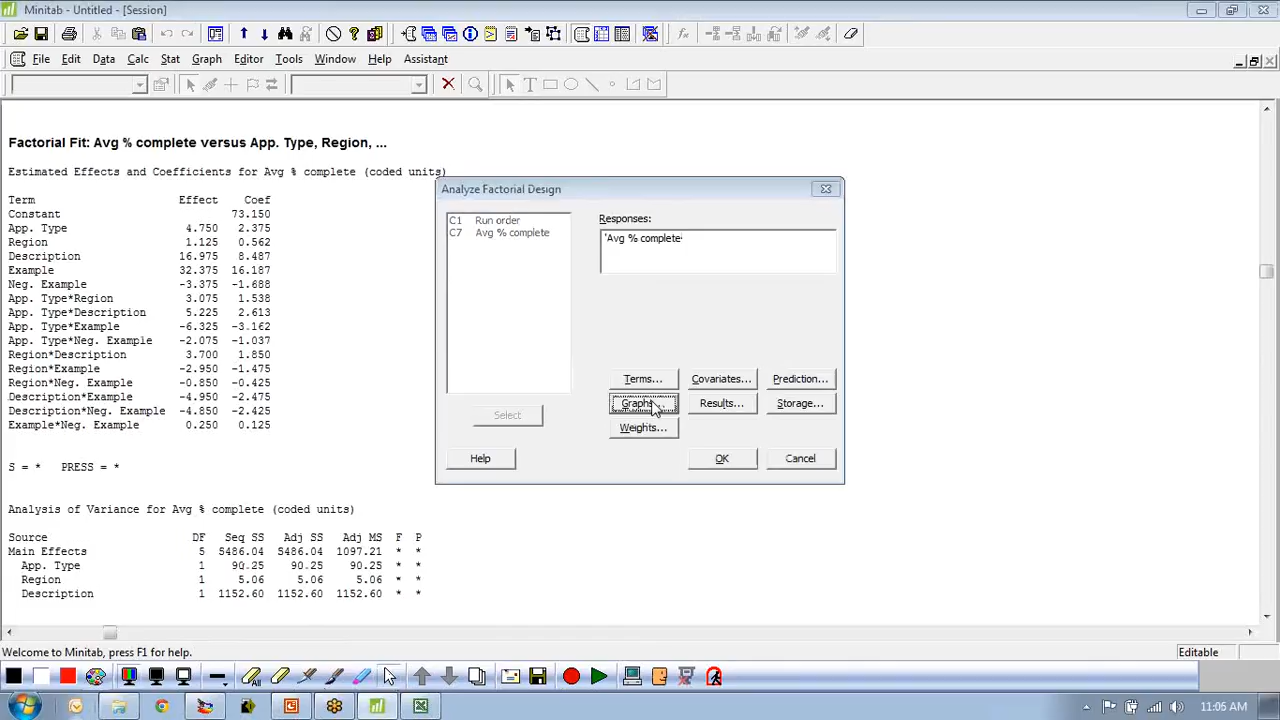 Minitab - Untitled - [Session]
File Edit Data Calc Stat Graph Editor Tools Window Help Assistant
Factorial Fit: Avg % complete versus App. Type, Region, ...
Estimated Effects and Coefficients for Avg % complete (coded units)
Term Effect Coef
Constant 73.150
App. Type 4.750 2.375
Region 1.125 0.562
Description 16.975 8.487
Example 32.375 16.187
Neg. Example -3.375 -1.688
App. Type*Region 3.075 1.538
App. Type*Description 5.225 2.613
App. Type*Example -6.325 -3.162
App. Type*Neg. Example -2.075 -1.037
Region*Description 3.700 1.850
Region*Example -2.950 -1.475
Region*Neg. Example -0.850 -0.425
Description*Example -4.950 -2.475
Description*Neg. Example -4.850 -2.425
Example*Neg. Example 0.250 0.125
S = * PRESS = *
Analysis of Variance for Avg % complete (coded units)
Source DF Seq SS Adj SS Adj MS F P
Main Effects 5 5486.04 5486.04 1097.21 * *
App. Type 1 90.25 90.25 90.25 * *
Region 1 5.06 5.06 5.06 * *
Description 1 1152.60 1152.60 1152.60 * *
Analyze Factorial Design
C1 Run order
C7 Avg % complete
Responses:
'Avg % complete'
Terms... Covariates... Prediction...
Graphs... Results... Storage...
Select
Weights...
Help OK Cancel
Welcome to Minitab, press F1 for help. Editable
11:05 AM